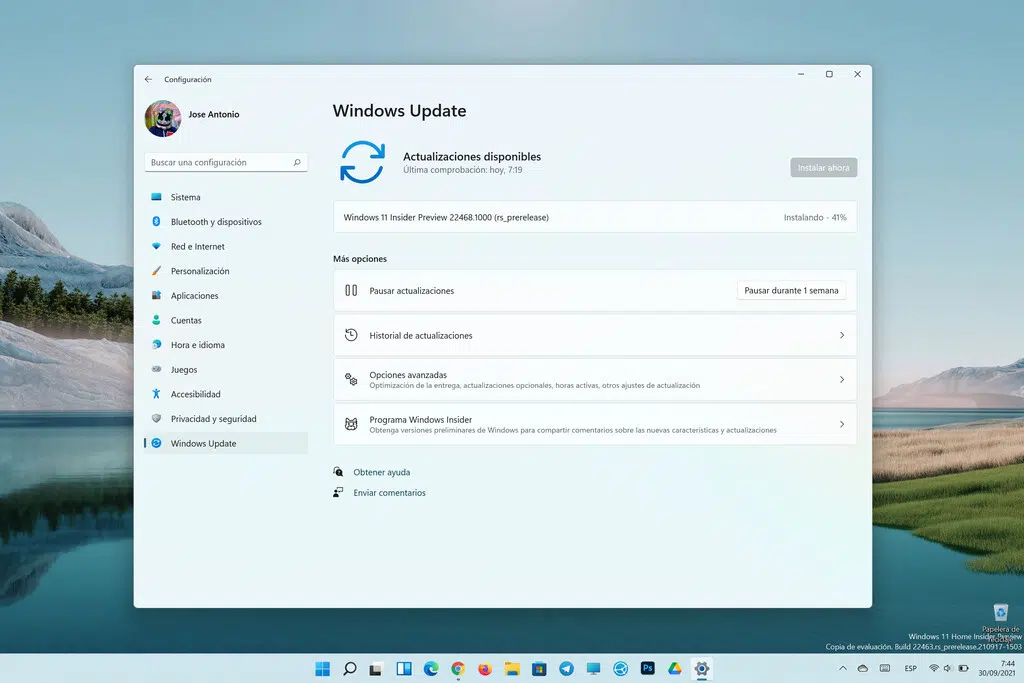 Configuración
Jose Antonio
Buscar una configuración
Sistema
Bluetooth y dispositivos
Red e Internet
Personalización
Aplicaciones
Cuentas
Hora e idioma
Juegos
Accesibilidad
Privacidad y seguridad
Windows Update
Windows Update
Actualizaciones disponibles
Última comprobación: hoy, 7:19
Instalar ahora
Windows 11 Insider Preview 22468.1000 (rs_prerelease)
Instalando - 41%
Más opciones
Pausar actualizaciones
Pausar durante 1 semana
Historial de actualizaciones
Opciones avanzadas
Optimización de la entrega, actualizaciones opcionales, horas activas, otros ajustes de actualización
Programa Windows Insider
Obtenga versiones preliminares de Windows para compartir comentarios sobre las nuevas características y actualizaciones
Obtener ayuda
Enviar comentarios
Papelera de
Windows 11 Home Insider Preview
Copia de evaluación. Build 22463.rs_prerelease.210917-1503
Ps
ESP
7:44
30/09/2021